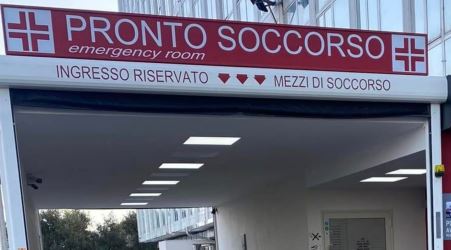 PRONTO SOCCORSO
emergency room
INGRESSO RISERVATO MEZZI DI SOCCORSO